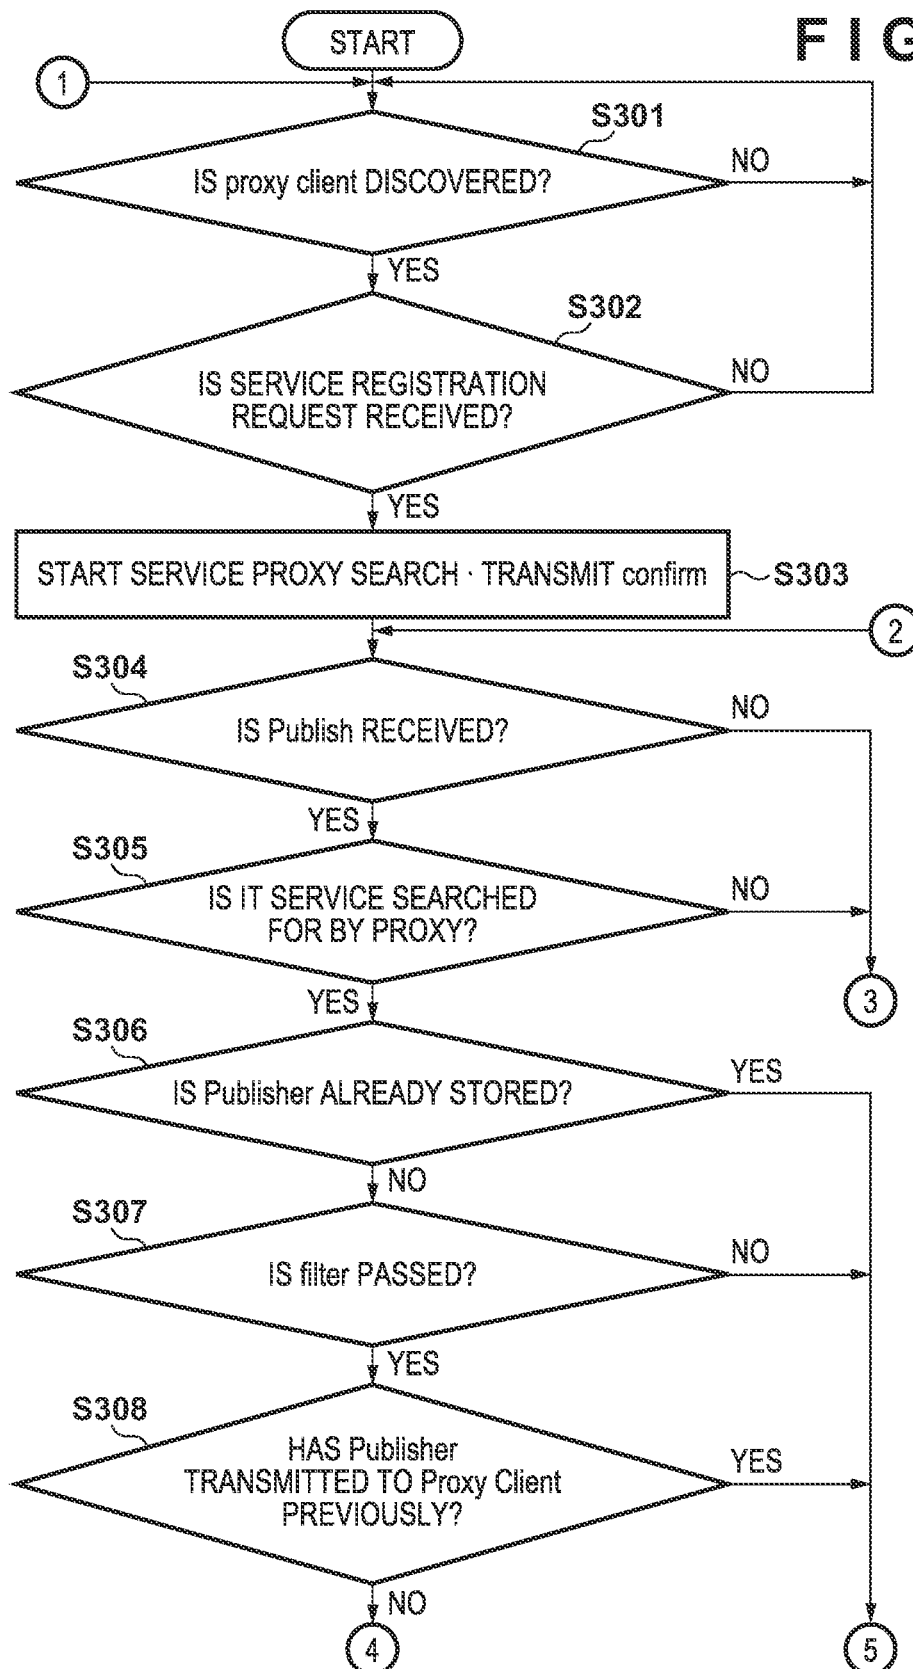 START
FIG
1
S301
IS proxy client DISCOVERED?
NO
YES
S302
IS SERVICE REGISTRATION
REQUEST RECEIVED?
NO
YES
START SERVICE PROXY SEARCH · TRANSMIT confirm
S303
2
S304
IS Publish RECEIVED?
NO
YES
S305
IS IT SERVICE SEARCHED
FOR BY PROXY?
NO
YES
3
S306
IS Publisher ALREADY STORED?
YES
NO
S307
IS filter PASSED?
NO
YES
S308
HAS Publisher
TRANSMITTED TO Proxy Client
PREVIOUSLY?
YES
NO
4
5